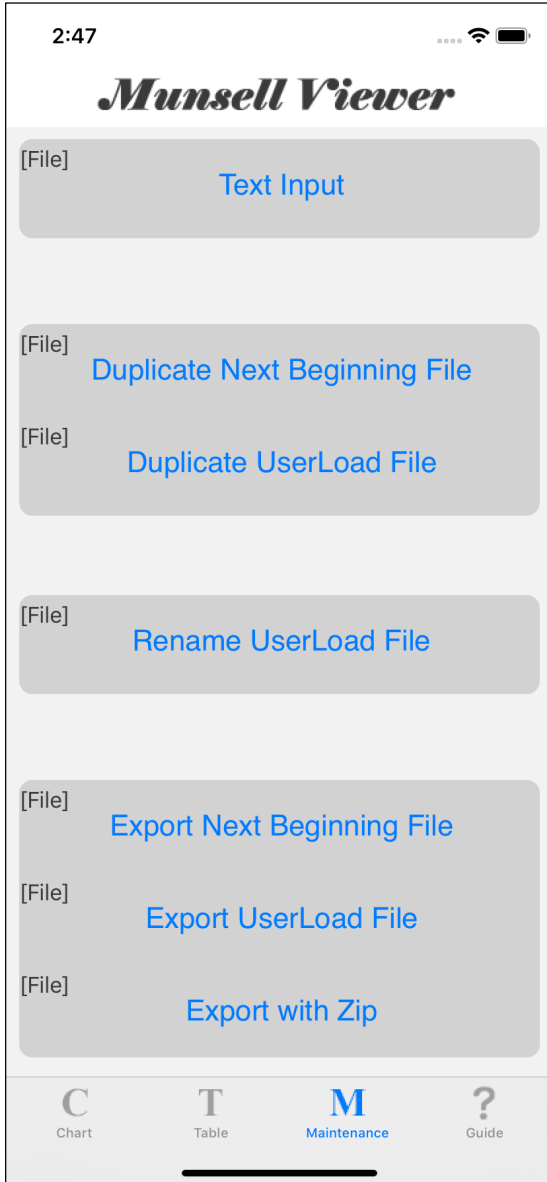 2:47
Munsell Viewer
[File]
Text Input
[File]
Duplicate Next Beginning File
[File]
Duplicate UserLoad File
[File]
Rename UserLoad File
[File]
Export Next Beginning File
[File]
Export UserLoad File
[File]
Export with Zip
C T M ?
Chart Table Maintenance Guide